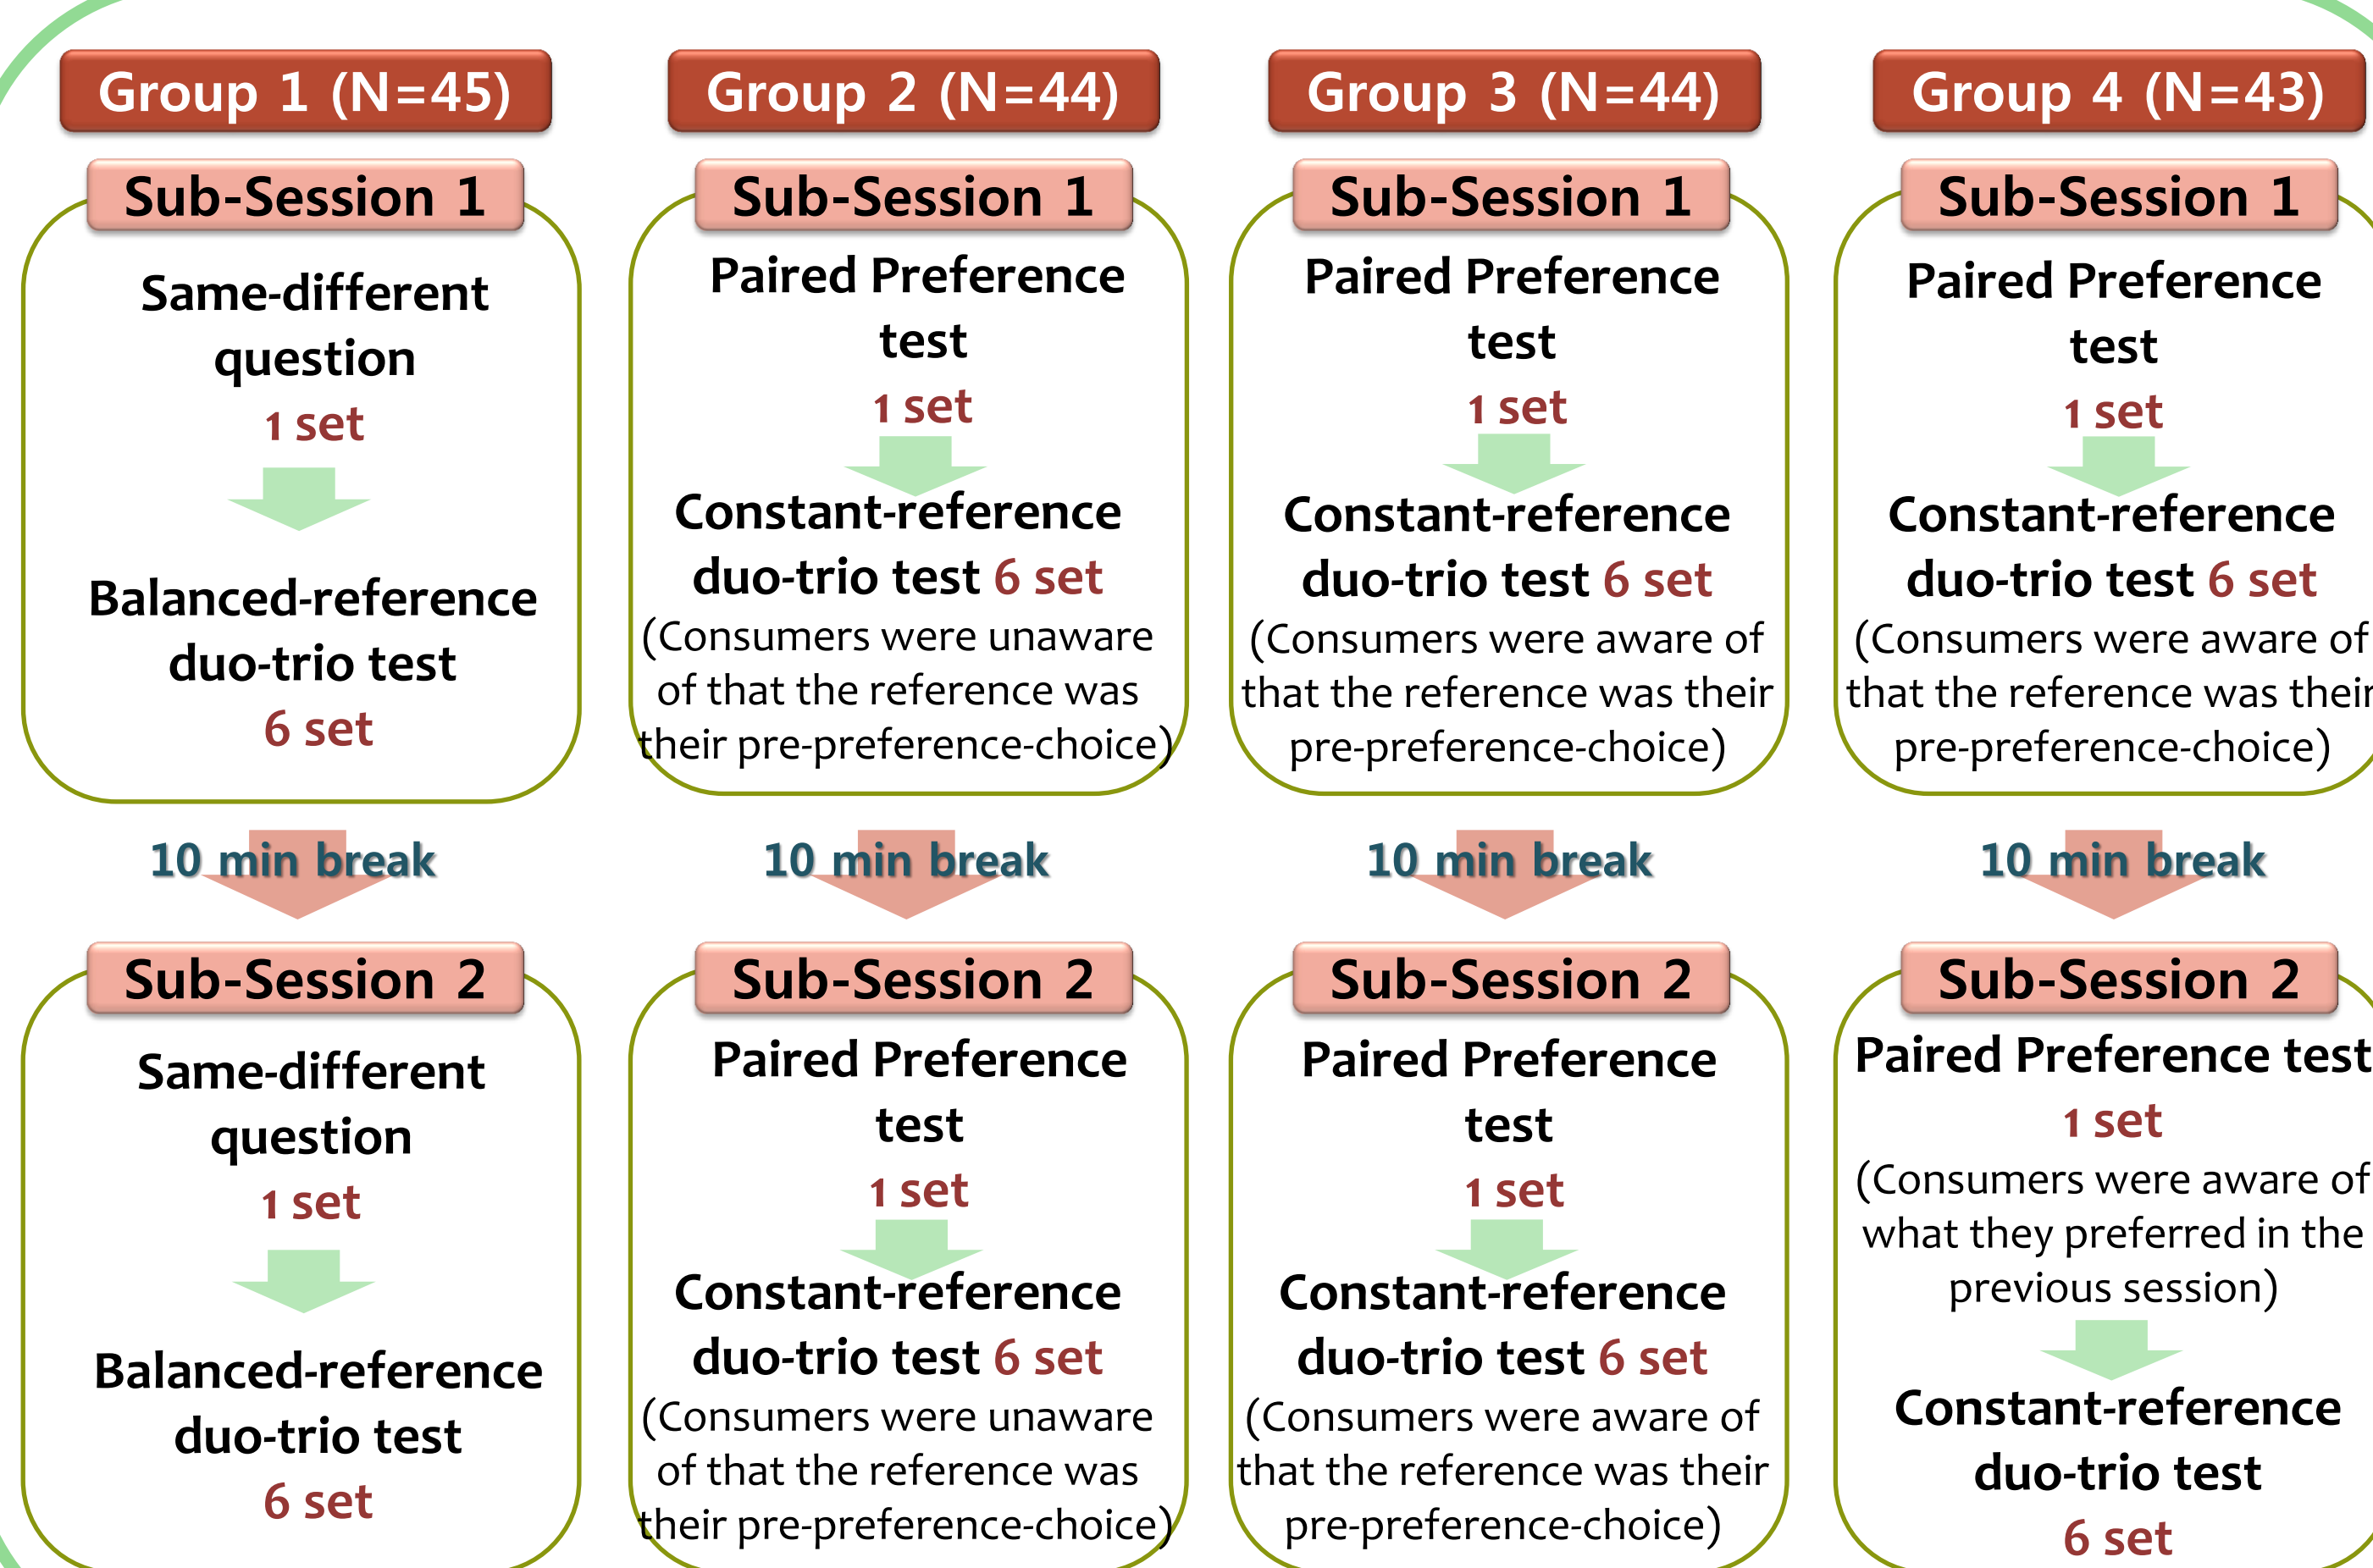 Group 1 (N=45)
Sub-Session 1
Same-different
question
1 set
Balanced-reference
duo-trio test
6 set
10 min break
Sub-Session 2
Same-different
question
1 set
Balanced-reference
duo-trio test
6 set
Group 2 (N=44)
Sub-Session 1
Paired Preference
test
1 set
Constant-reference
duo-trio test 6 set
(Consumers were unaware
of that the reference was
their pre-preference-choice)
10 min break
Sub-Session 2
Paired Preference
test
1 set
Constant-reference
duo-trio test 6 set
(Consumers were unaware
of that the reference was
their pre-preference-choice)
Group 3 (N=44)
Sub-Session 1
Paired Preference
test
1 set
Constant-reference
duo-trio test 6 set
(Consumers were aware of
that the reference was their
pre-preference-choice)
10 min break
Sub-Session 2
Paired Preference
test
1 set
Constant-reference
duo-trio test 6 set
(Consumers were aware of
that the reference was their
pre-preference-choice)
Group 4 (N=43)
Sub-Session 1
Paired Preference
test
1 set
Constant-reference
duo-trio test 6 set
(Consumers were aware of
that the reference was their
pre-preference-choice)
10 min break
Sub-Session 2
Paired Preference test
1 set
(Consumers were aware of
what they preferred in the
previous session)
Constant-reference
duo-trio test
6 set